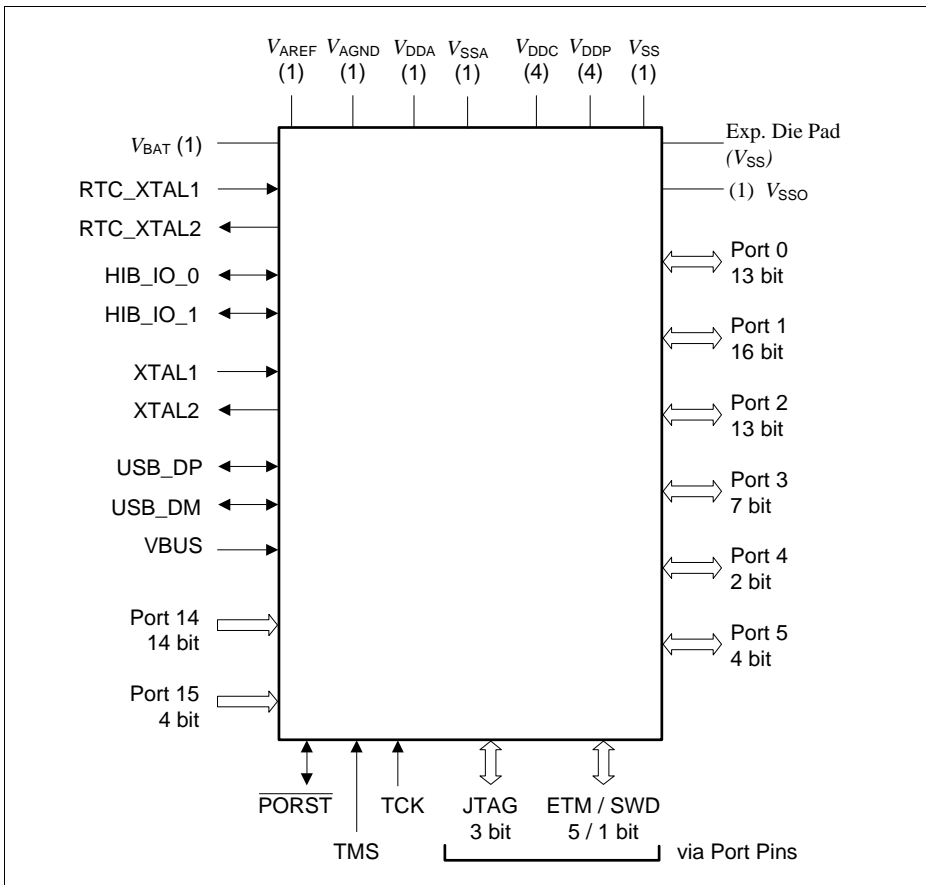 VAREF VAGND VDDA VSSA VDDC VDDP VSS
(1) (1) (1) (1) (4) (4) (1)
VBAT (1)
RTC_XTAL1
RTC_XTAL2
HIB_IO_0
HIB_IO_1
XTAL1
XTAL2
USB_DP
USB_DM
VBUS
Port 14
14 bit
Port 15
4 bit
Exp. Die Pad
(VSS)
(1) VSSO
Port 0
13 bit
Port 1
16 bit
Port 2
13 bit
Port 3
7 bit
Port 4
2 bit
Port 5
4 bit
PORST
TMS
TCK
JTAG
3 bit
ETM / SWD
5 / 1 bit
via Port Pins